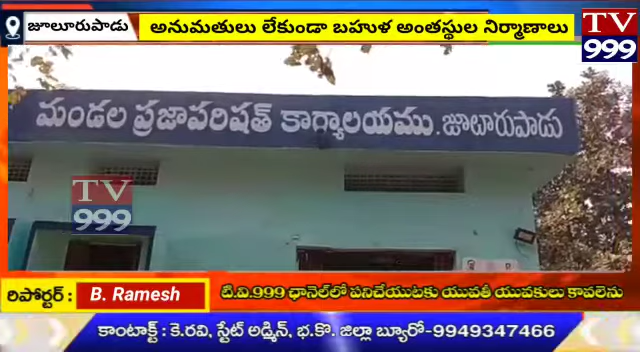 జూలూరుపాడు
అనుమతులు లేకుండా బహుళ అంతస్థుల నిర్మాణాలు
TV
999
మండల ప్రజాపరిషత్ కార్యాలయము. జూటూరుపాడు
TV
999
రిపోర్టర్ : B. Ramesh
టి.వి.999 ఛానెల్‌లో పనిచేయుటకు యువతీ యువకులు కావలెను
కాంటాక్ట్ : కె.రవి, స్టేట్ అడ్మిన్, భ.కొ. జిల్లా బ్యూరో-9949347466